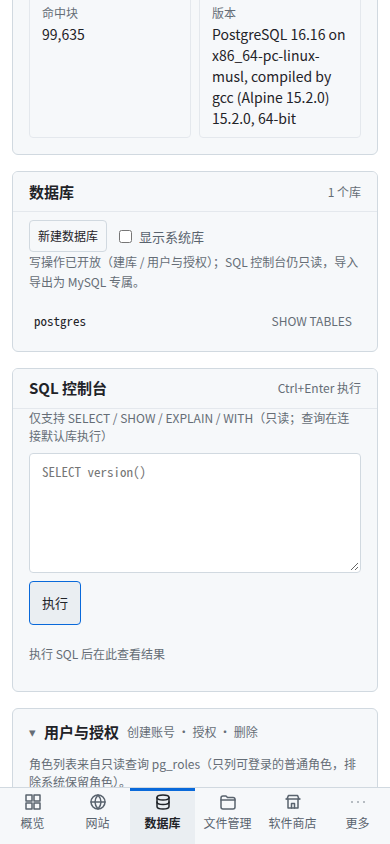 命中块
99,635
版本
PostgreSQL 16.16 on
x86_64-pc-linux-
musl, compiled by
gcc (Alpine 15.2.0)
15.2.0, 64-bit
数据库
1 个库
新建数据库
显示系统库
写操作已开放（建库 / 用户与授权）；SQL 控制台仍只读，导入
导出为 MySQL 专属。
postgres
SHOW TABLES
SQL 控制台
Ctrl+Enter 执行
仅支持 SELECT / SHOW / EXPLAIN / WITH（只读；查询在连
接默认库执行）
SELECT version()
执行
执行 SQL 后在此查看结果
▾ 用户与授权 创建账号 · 授权 · 删除
角色列表来自只读查询 pg_roles（只列可登录的普通角色，排
除系统保留角色）。
概览
网站
数据库
文件管理
软件商店
更多